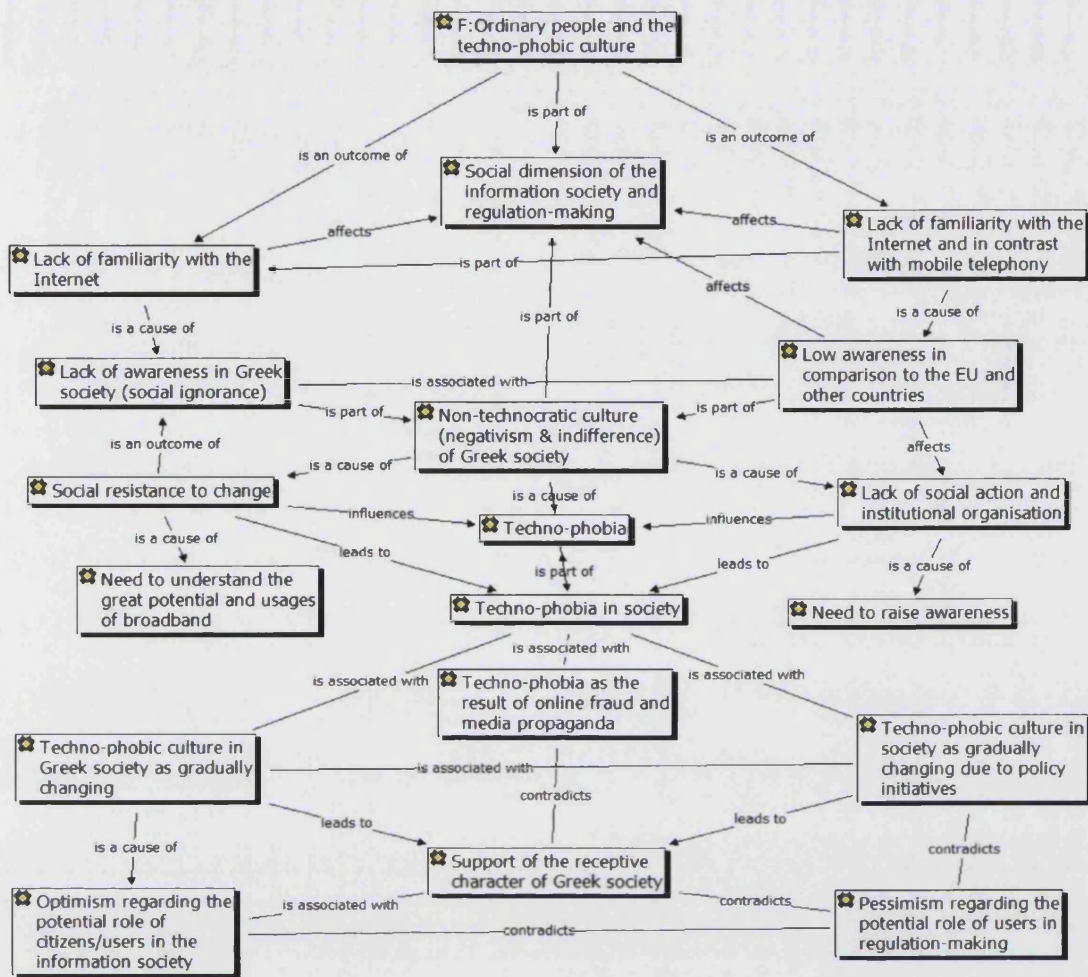 F:Ordinary people and the
techno-phobic culture
is part of
is an outcome of
is an outcome of
Social dimension of the
information society and
regulation-making
Lack of familiarity with the
Internet and in contrast
with mobile telephony
affects
affects
Lack of familiarity with the
Internet
is part of
affects
is a cause of
is part of
is a cause of
Lack of awareness in Greek
society (social ignorance)
Low awareness in
comparison to the EU and
other countries
is associated with
is part of
is part of
Non-technocratic culture
(negativism & indifference)
of Greek society
is an outcome of
affects
is a cause of
is a cause of
Social resistance to change
Lack of social action and
institutional organisation
is a cause of
influences
Techno-phobia
influences
is a cause of
leads to
is part of
leads to
is a cause of
Need to understand the
great potential and usages
of broadband
Techno-phobia in society
Need to raise awareness
is associated with
is associated with
is associated with
Techno-phobia as the
result of online fraud and
media propaganda
Techno-phobic culture in
Greek society as gradually
changing
Techno-phobic culture in
society as gradually
changing due to policy
initiatives
is associated with
contradicts
leads to
leads to
is a cause of
contradicts
Support of the receptive
character of Greek society
Optimism regarding the
potential role of
citizens/users in the
information society
is associated with
contradicts
Pessimism regarding the
potential role of users in
regulation-making
contradicts